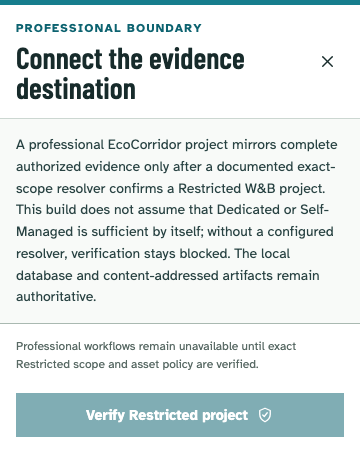 PROFESSIONAL BOUNDARY
Connect the evidence
destination
A professional EcoCorridor project mirrors complete
authorized evidence only after a documented exact-
scope resolver confirms a Restricted W&B project.
This build does not assume that Dedicated or Self-
Managed is sufficient by itself; without a configured
resolver, verification stays blocked. The local
database and content-addressed artifacts remain
authoritative.
Professional workflows remain unavailable until exact
Restricted scope and asset policy are verified.
Verify Restricted project